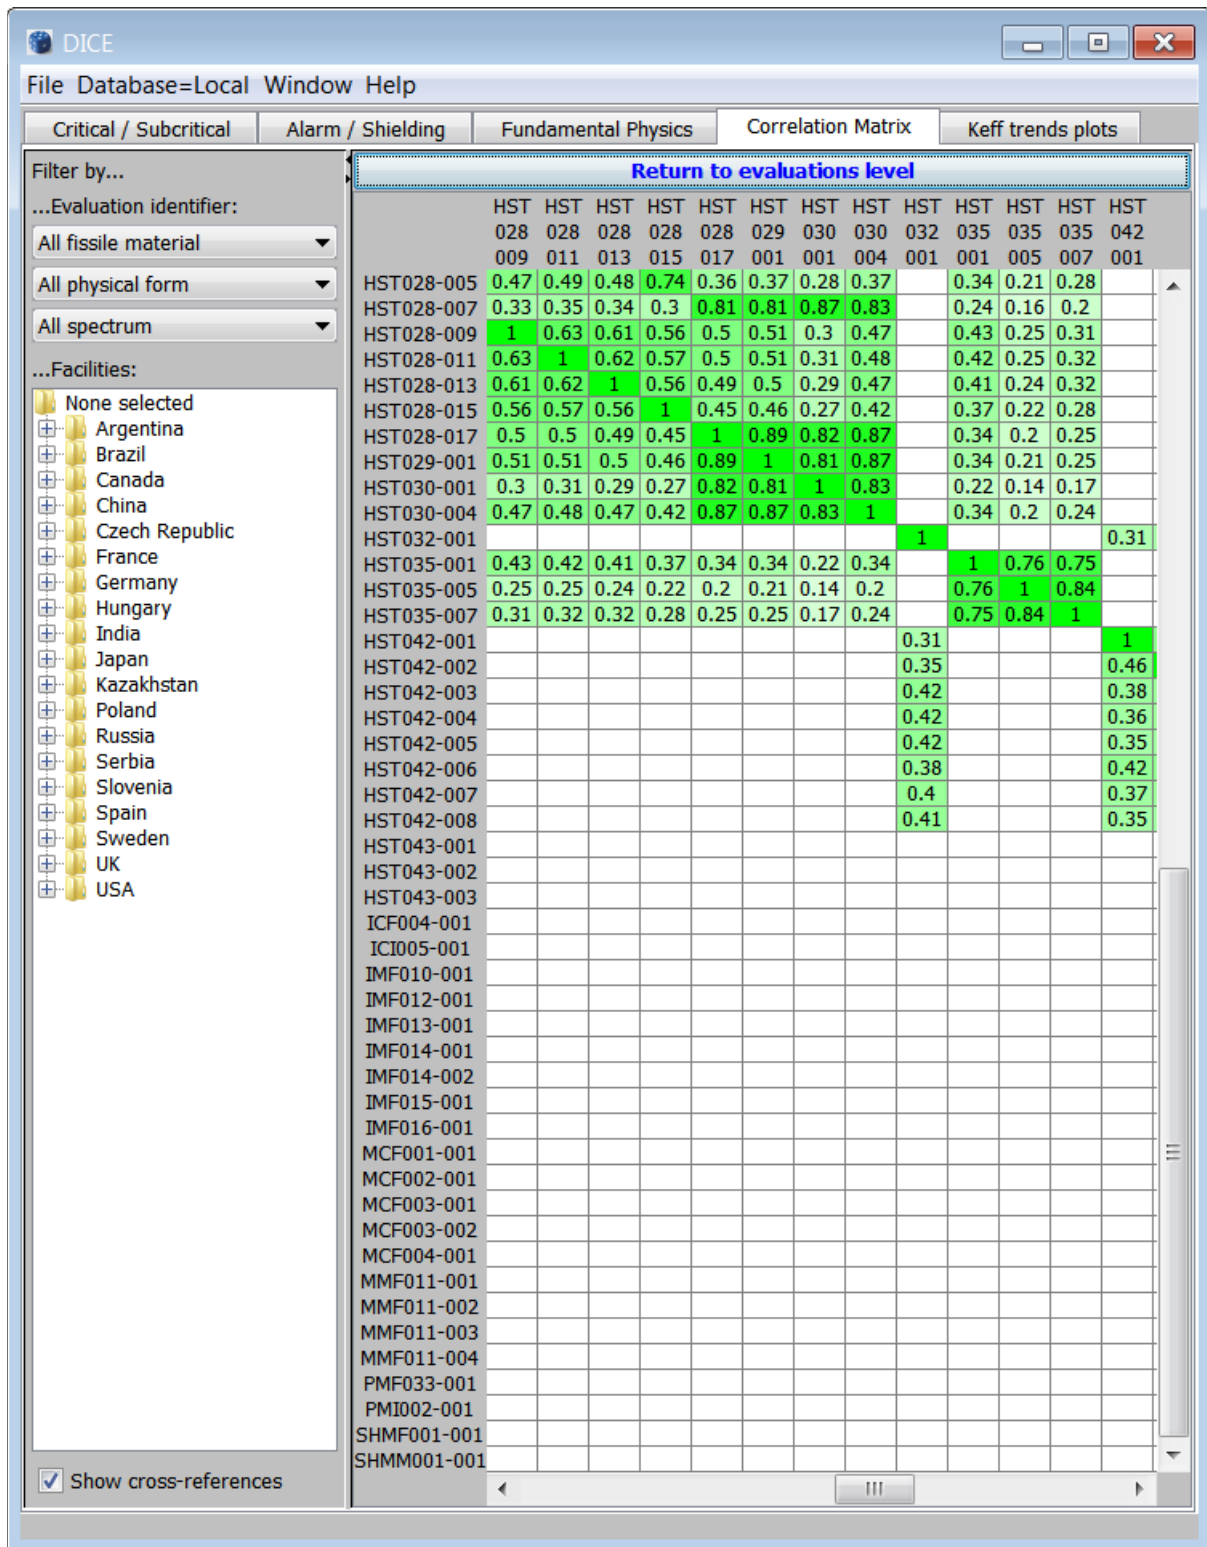 DICE
File Database=Local Window Help
Critical / Subcritical Alarm / Shielding Fundamental Physics Correlation Matrix Keff trends plots
Filter by...
...Evaluation identifier:
All fissile material
All physical form
All spectrum
...Facilities:
None selected
Argentina
Brazil
Canada
China
Czech Republic
France
Germany
Hungary
India
Japan
Kazakhstan
Poland
Russia
Serbia
Slovenia
Spain
Sweden
UK
USA
Show cross-references
Return to evaluations level
HST HST HST HST HST HST HST HST HST HST HST HST HST
028 028 028 028 028 029 030 030 032 035 035 035 042
009 011 013 015 017 001 001 004 001 001 005 007 001
HST028-005 0.47 0.49 0.48 0.74 0.36 0.37 0.28 0.37 0.34 0.21 0.28
HST028-007 0.33 0.35 0.34 0.3 0.81 0.81 0.87 0.83 0.24 0.16 0.2
HST028-009 1 0.63 0.61 0.56 0.5 0.51 0.3 0.47 0.43 0.25 0.31
HST028-011 0.63 1 0.62 0.57 0.5 0.51 0.31 0.48 0.42 0.25 0.32
HST028-013 0.61 0.62 1 0.56 0.49 0.5 0.29 0.47 0.41 0.24 0.32
HST028-015 0.56 0.57 0.56 1 0.45 0.46 0.27 0.42 0.37 0.22 0.28
HST028-017 0.5 0.5 0.49 0.45 1 0.89 0.82 0.87 0.34 0.2 0.25
HST029-001 0.51 0.51 0.5 0.46 0.89 1 0.81 0.87 0.34 0.21 0.25
HST030-001 0.3 0.31 0.29 0.27 0.82 0.81 1 0.83 0.22 0.14 0.17
HST030-004 0.47 0.48 0.47 0.42 0.87 0.87 0.83 1 0.34 0.2 0.24
HST032-001 1 0.31
HST035-001 0.43 0.42 0.41 0.37 0.34 0.34 0.22 0.34 1 0.76 0.75
HST035-005 0.25 0.25 0.24 0.22 0.2 0.21 0.14 0.2 0.76 1 0.84
HST035-007 0.31 0.32 0.32 0.28 0.25 0.25 0.17 0.24 0.75 0.84 1
HST042-001 0.31 1
HST042-002 0.35 0.46
HST042-003 0.42 0.38
HST042-004 0.42 0.36
HST042-005 0.42 0.35
HST042-006 0.38 0.42
HST042-007 0.4 0.37
HST042-008 0.41 0.35
HST043-001
HST043-002
HST043-003
ICF004-001
ICI005-001
IMF010-001
IMF012-001
IMF013-001
IMF014-001
IMF014-002
IMF015-001
IMF016-001
MCF001-001
MCF002-001
MCF003-001
MCF003-002
MCF004-001
MMF011-001
MMF011-002
MMF011-003
MMF011-004
PMF033-001
PMI002-001
SHMF001-001
SHMM001-001